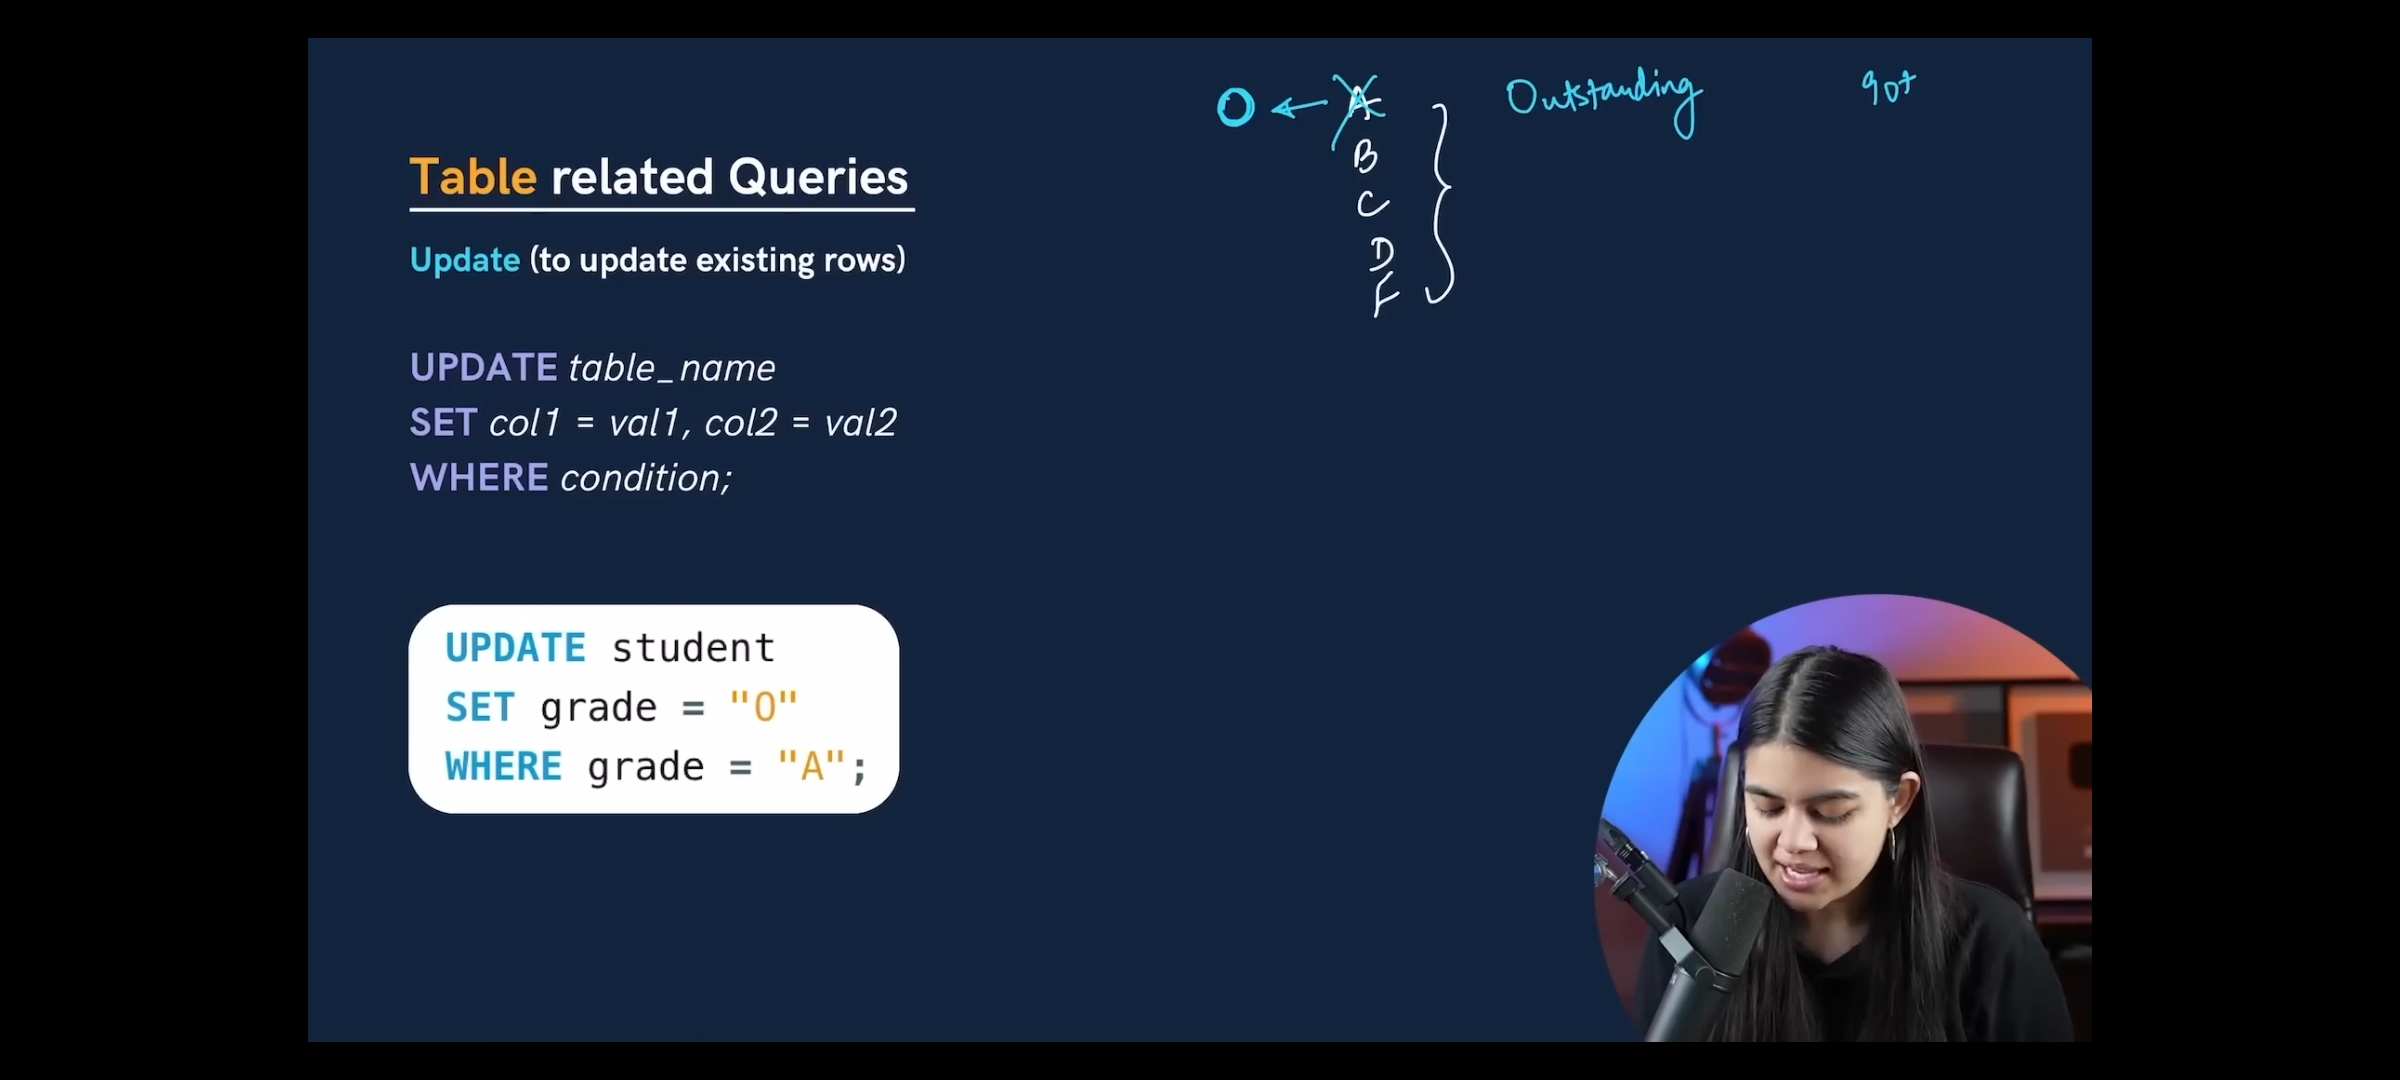 O ← A Outstanding 90+
B
C
D
F
Table related Queries
Update (to update existing rows)
UPDATE table_name
SET col1 = val1, col2 = val2
WHERE condition;
UPDATE student
SET grade = "O"
WHERE grade = "A";